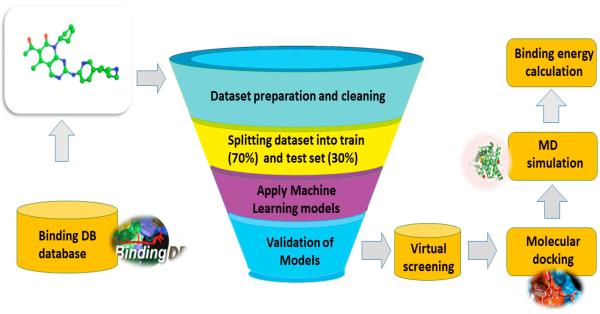 Binding DB
database
BindingD
Dataset preparation and cleaning
Splitting dataset into train
(70%) and test set (30%)
Apply Machine
Learning models
Validation of
Models
Virtual
screening
Molecular
docking
MD
simulation
Binding energy
calculation